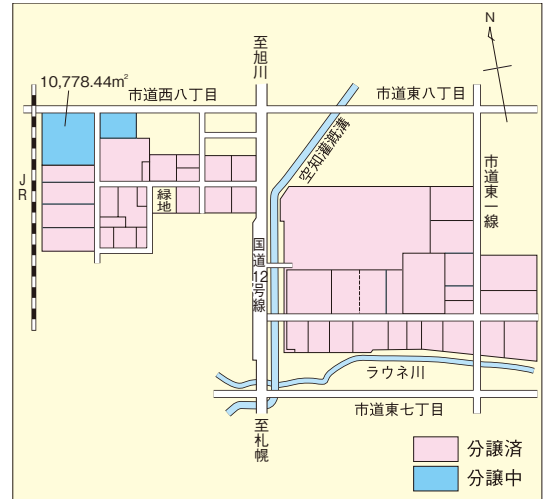 N
至旭川
10,778.44㎡
市道西八丁目
市道東八丁目
空知灌漑溝
JR
市道東一線
緑地
国道12号線
ラウネ川
市道東七丁目
至札幌
分譲済
分譲中